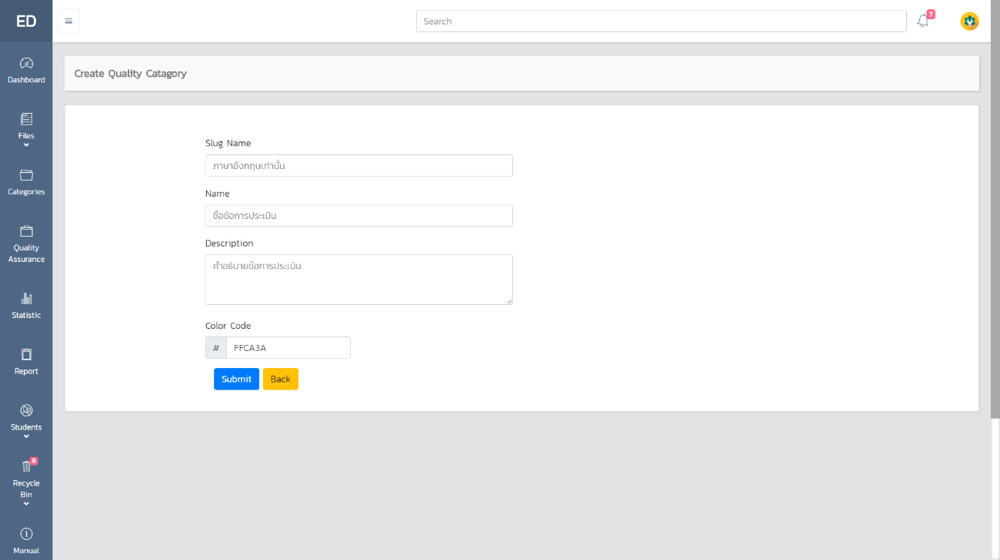 ED
Search
7
Dashboard
Files
Categories
Quality
Assurance
Statistic
Report
Students
8
Recycle
Bin
Manual
Create Quality Catagory
Slug Name
ภาษาอังกฤษเท่านั้น
Name
ชื่อข้อการประเมิน
Description
คำอธิบายข้อการประเมิน
Color Code
# FFCA3A
Submit Back